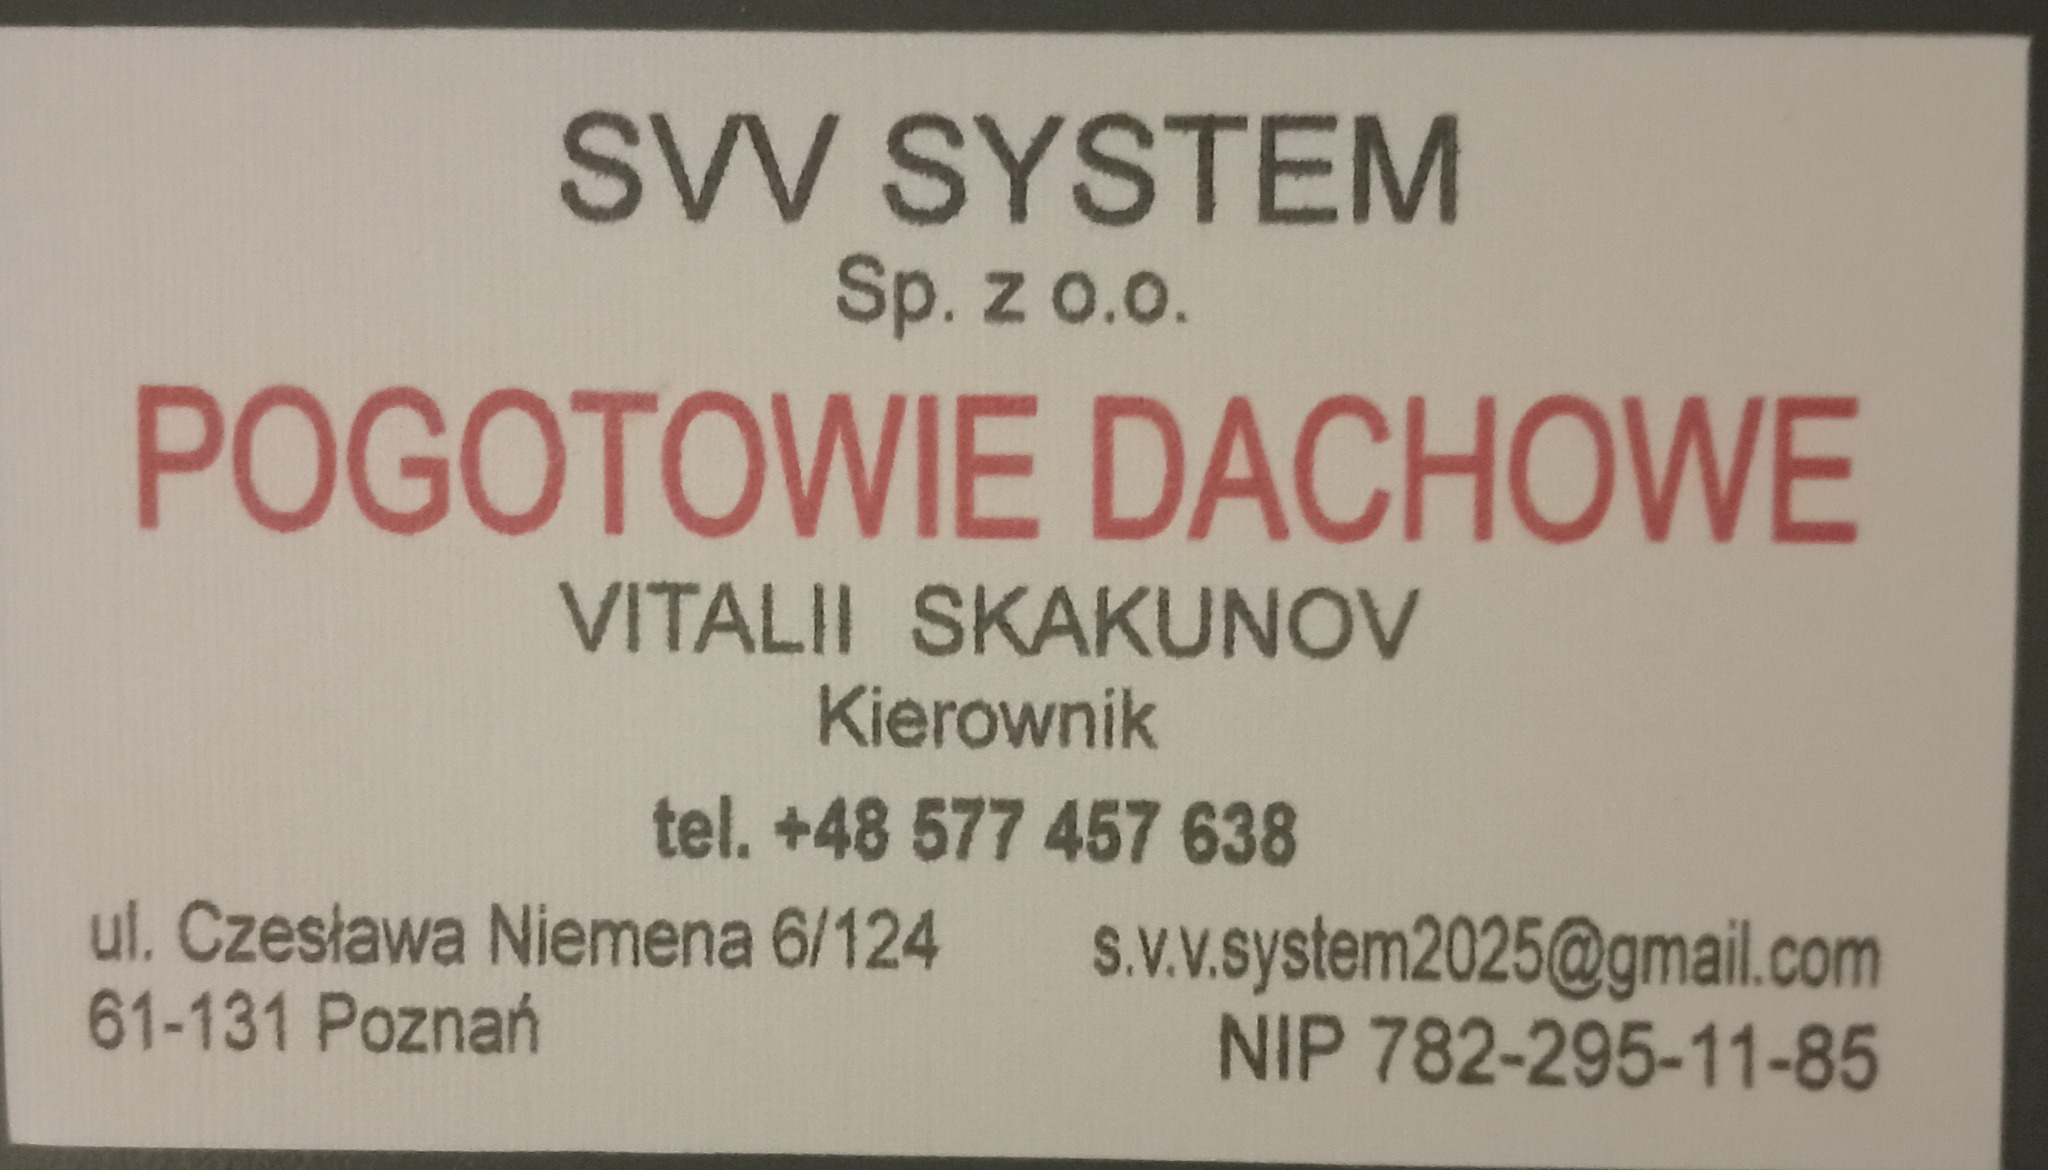 SVV SYSTEM
Sp. z o.o.
POGOTOWIE DACHOWE
VITALII SKAKUNOV
Kierownik
tel. +48 577 457 638
ul. Czesława Niemena 6/124
61-131 Poznań
s.v.v.system2025@gmail.com
NIP 782-295-11-85